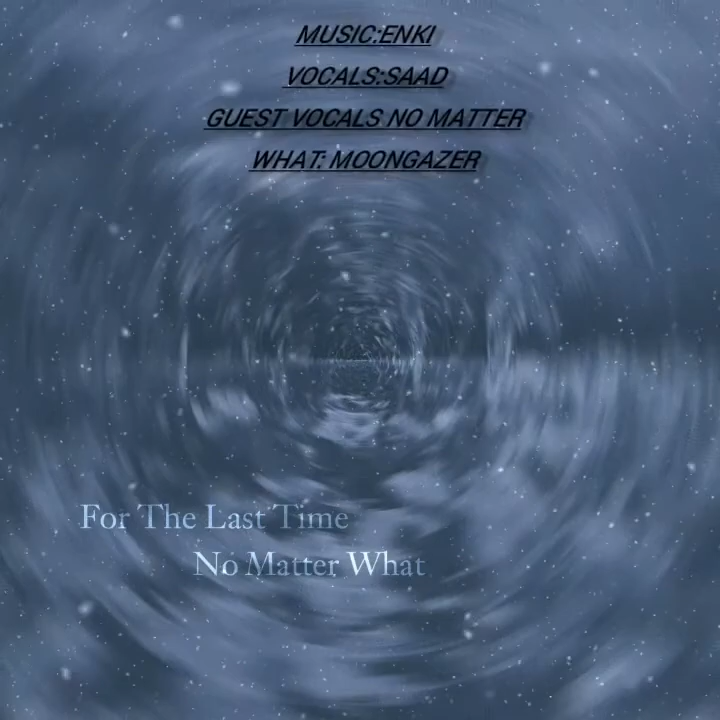 MUSIC:ENKI
VOCALS:SAAD
GUEST VOCALS NO MATTER
WHAT: MOONGAZER
For The Last Time
No Matter What